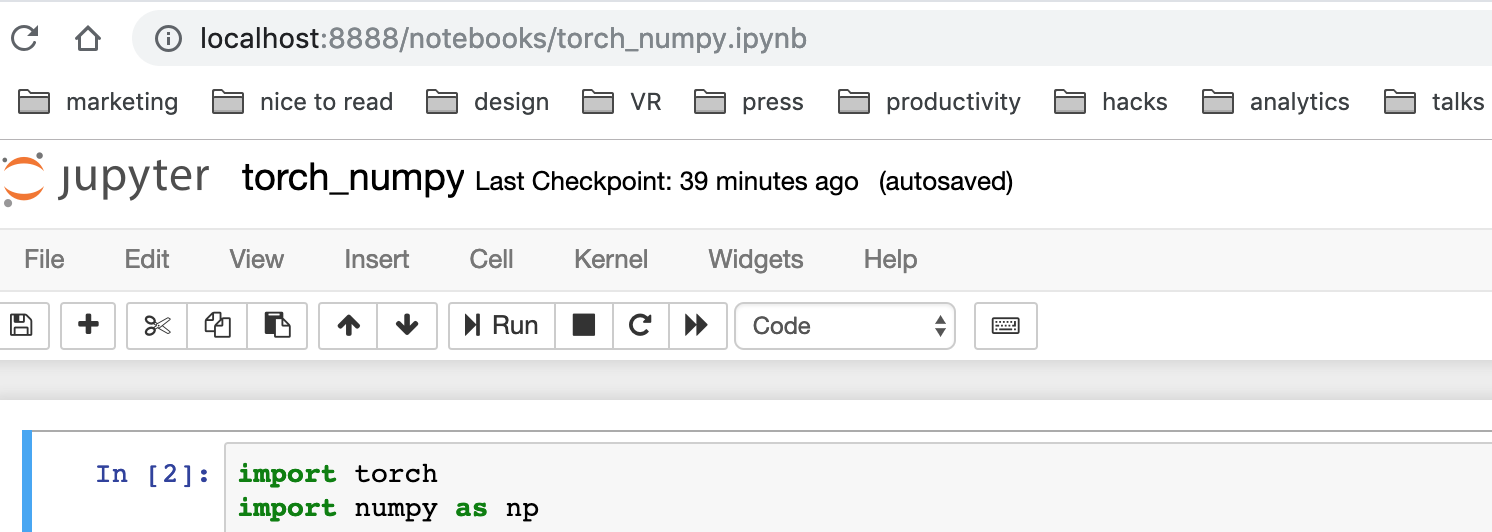 localhost:8888/notebooks/torch_numpy.ipynb
marketing nice to read design VR press productivity hacks analytics talks
jupyter torch_numpy Last Checkpoint: 39 minutes ago (autosaved)
File Edit View Insert Cell Kernel Widgets Help
Run Code
In [2]: import torch
import numpy as np